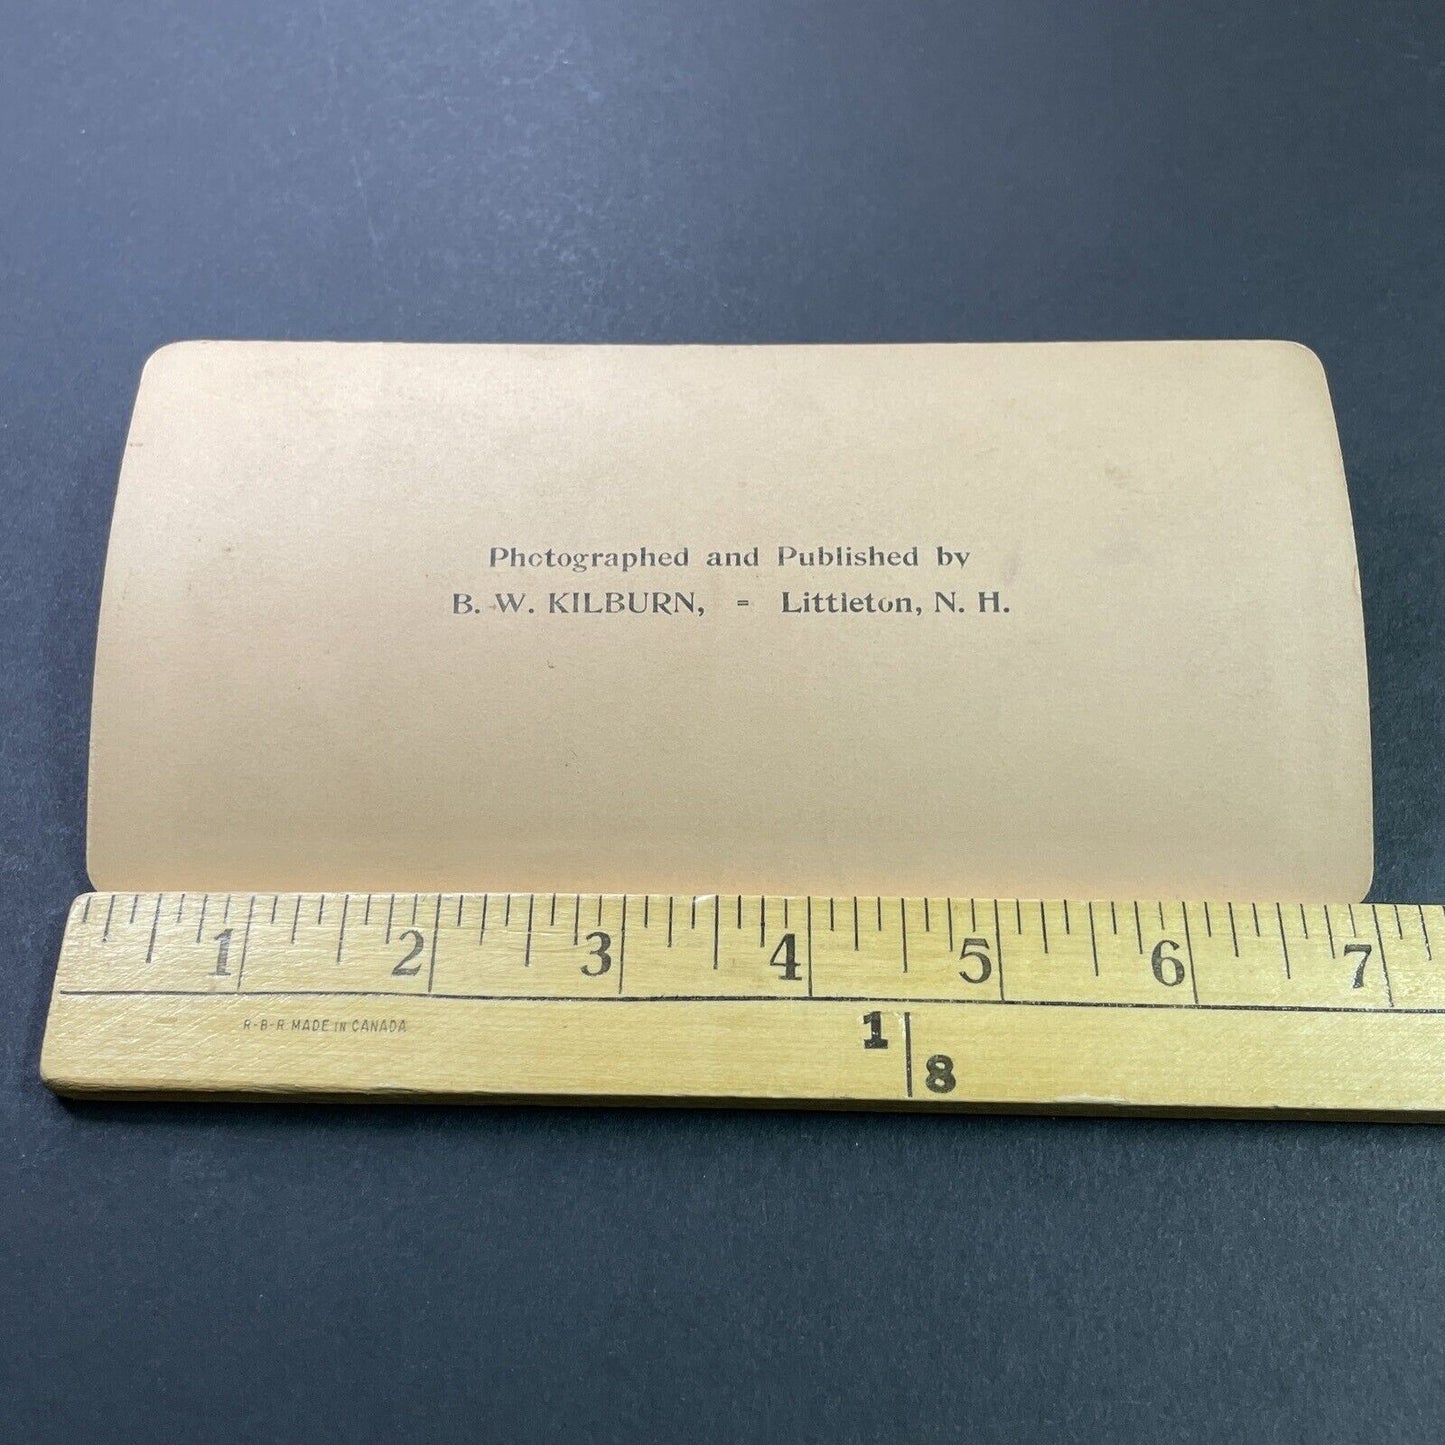 Photographed and Published by
B. W. KILBURN, = Littleton, N. H.
1 2 3 4 5 6 7
R-B-R MADE IN CANADA
1
8